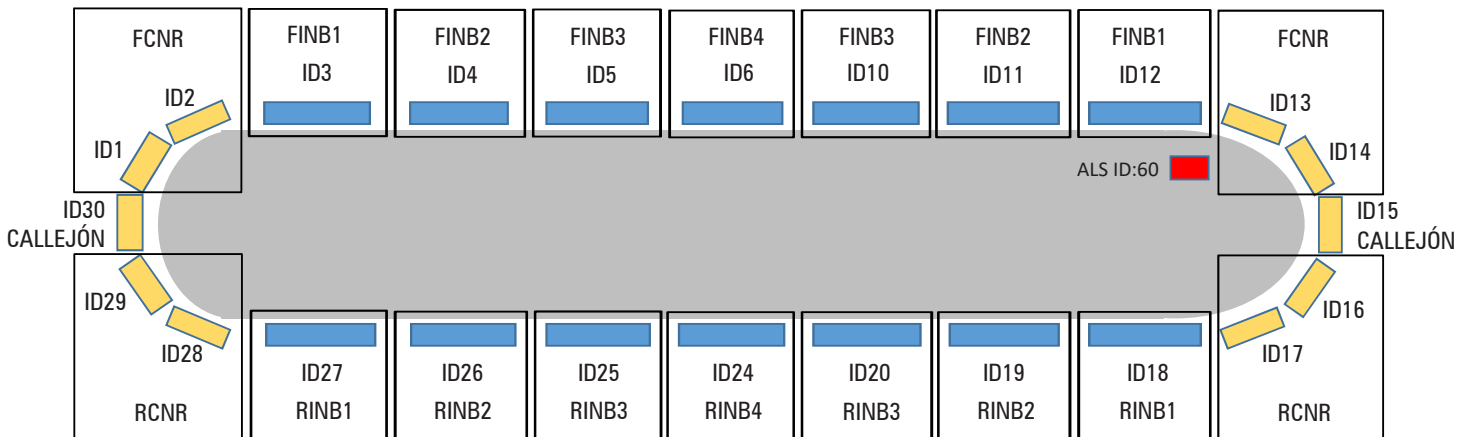 FCNR
FINB1
FINB2
FINB3
FINB4
FINB3
FINB2
FINB1
FCNR
ID3
ID4
ID5
ID6
ID10
ID11
ID12
ID2
ID13
ID1
ID14
ALS ID:60
ID30
CALLEJÓN
ID15
CALLEJÓN
ID29
ID16
ID28
ID17
ID27
ID26
ID25
ID24
ID20
ID19
ID18
RCNR
RINB1
RINB2
RINB3
RINB4
RINB3
RINB2
RINB1
RCNR